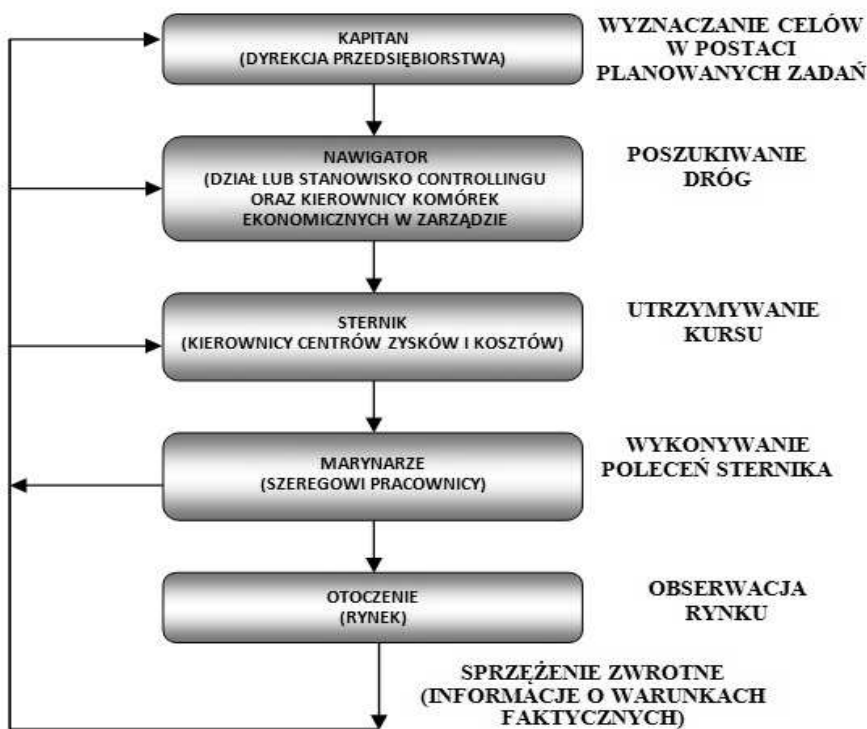 KAPITAN
(DYREKCJA PRZEDSIĘBIORSTWA)
WYZNACZANIE CELÓW
W POSTACI
PLANOWANYCH ZADAŃ
NAWIGATOR
(DZIAŁ LUB STANOWISKO CONTROLLINGU
ORAZ KIEROWNICY KOMÓREK
EKONOMICZNYCH W ZARZĄDZIE
POSZUKIWANIE
DRÓG
STERNIK
(KIEROWNICY CENTRÓW ZYSKÓW I KOSZTÓW)
UTRZYMYWANIE
KURSU
MARYNARZE
(SZEREGOWI PRACOWNICY)
WYKONYWANIE
POLECEŃ STERNIKA
OTOCZENIE
(RYNEK)
OBSERWACJA
RYNKU
SPRZĘŻENIE ZWROTNE
(INFORMACJE O WARUNKACH
FAKTYCZNYCH)